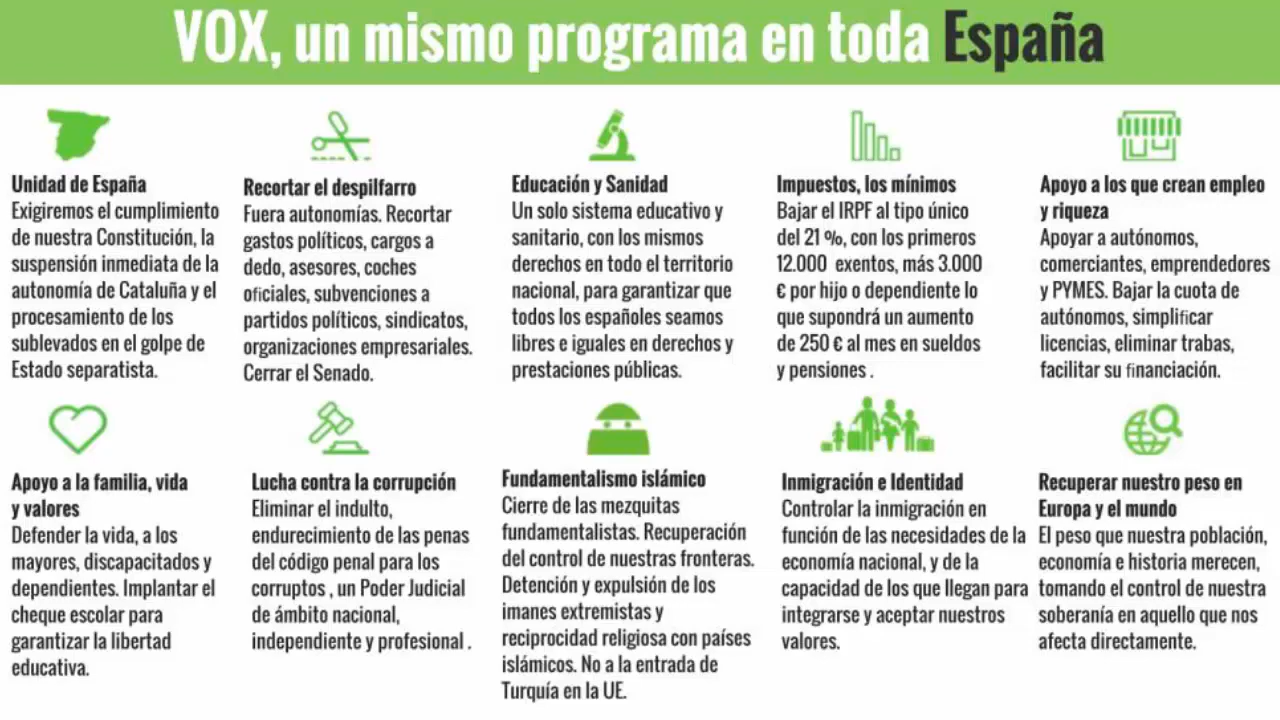 VOX, un mismo programa en toda España
Unidad de España
Exigiremos el cumplimiento
de nuestra Constitución, la
suspensión inmediata de la
autonomía de Cataluña y el
procesamiento de los
sublevados en el golpe de
Estado separatista.
Recortar el despilfarro
Fuera autonomías. Recortar
gastos políticos, cargos a
dedo, asesores, coches
oficiales, subvenciones a
partidos políticos, sindicatos,
organizaciones empresariales.
Cerrar el Senado.
Educación y Sanidad
Un solo sistema educativo y
sanitario, con los mismos
derechos en todo el territorio
nacional, para garantizar que
todos los españoles seamos
libres e iguales en derechos y
prestaciones públicas.
Impuestos, los mínimos
Bajar el IRPF al tipo único
del 21 %, con los primeros
12.000 exentos, más 3.000
€ por hijo o dependiente lo
que supondrá un aumento
de 250 € al mes en sueldos
y pensiones .
Apoyo a los que crean empleo
y riqueza
Apoyar a autónomos,
comerciantes, emprendedores
y PYMES. Bajar la cuota de
autónomos, simplificar
licencias, eliminar trabas,
facilitar su financiación.
Apoyo a la familia, vida
y valores
Defender la vida, a los
mayores, discapacitados y
dependientes. Implantar el
cheque escolar para
garantizar la libertad
educativa.
Lucha contra la corrupción
Eliminar el indulto,
endurecimiento de las penas
del código penal para los
corruptos , un Poder Judicial
de ámbito nacional,
independiente y profesional .
Fundamentalismo islámico
Cierre de las mezquitas
fundamentalistas. Recuperación
del control de nuestras fronteras.
Detención y expulsión de los
imanes extremistas y
reciprocidad religiosa con países
islámicos. No a la entrada de
Turquía en la UE.
Inmigración e Identidad
Controlar la inmigración en
función de las necesidades de la
economía nacional, y de la
capacidad de los que llegan para
integrarse y aceptar nuestros
valores.
Recuperar nuestro peso en
Europa y el mundo
El peso que nuestra población,
economía e historia merecen,
tomando el control de nuestra
soberanía en aquello que nos
afecta directamente.